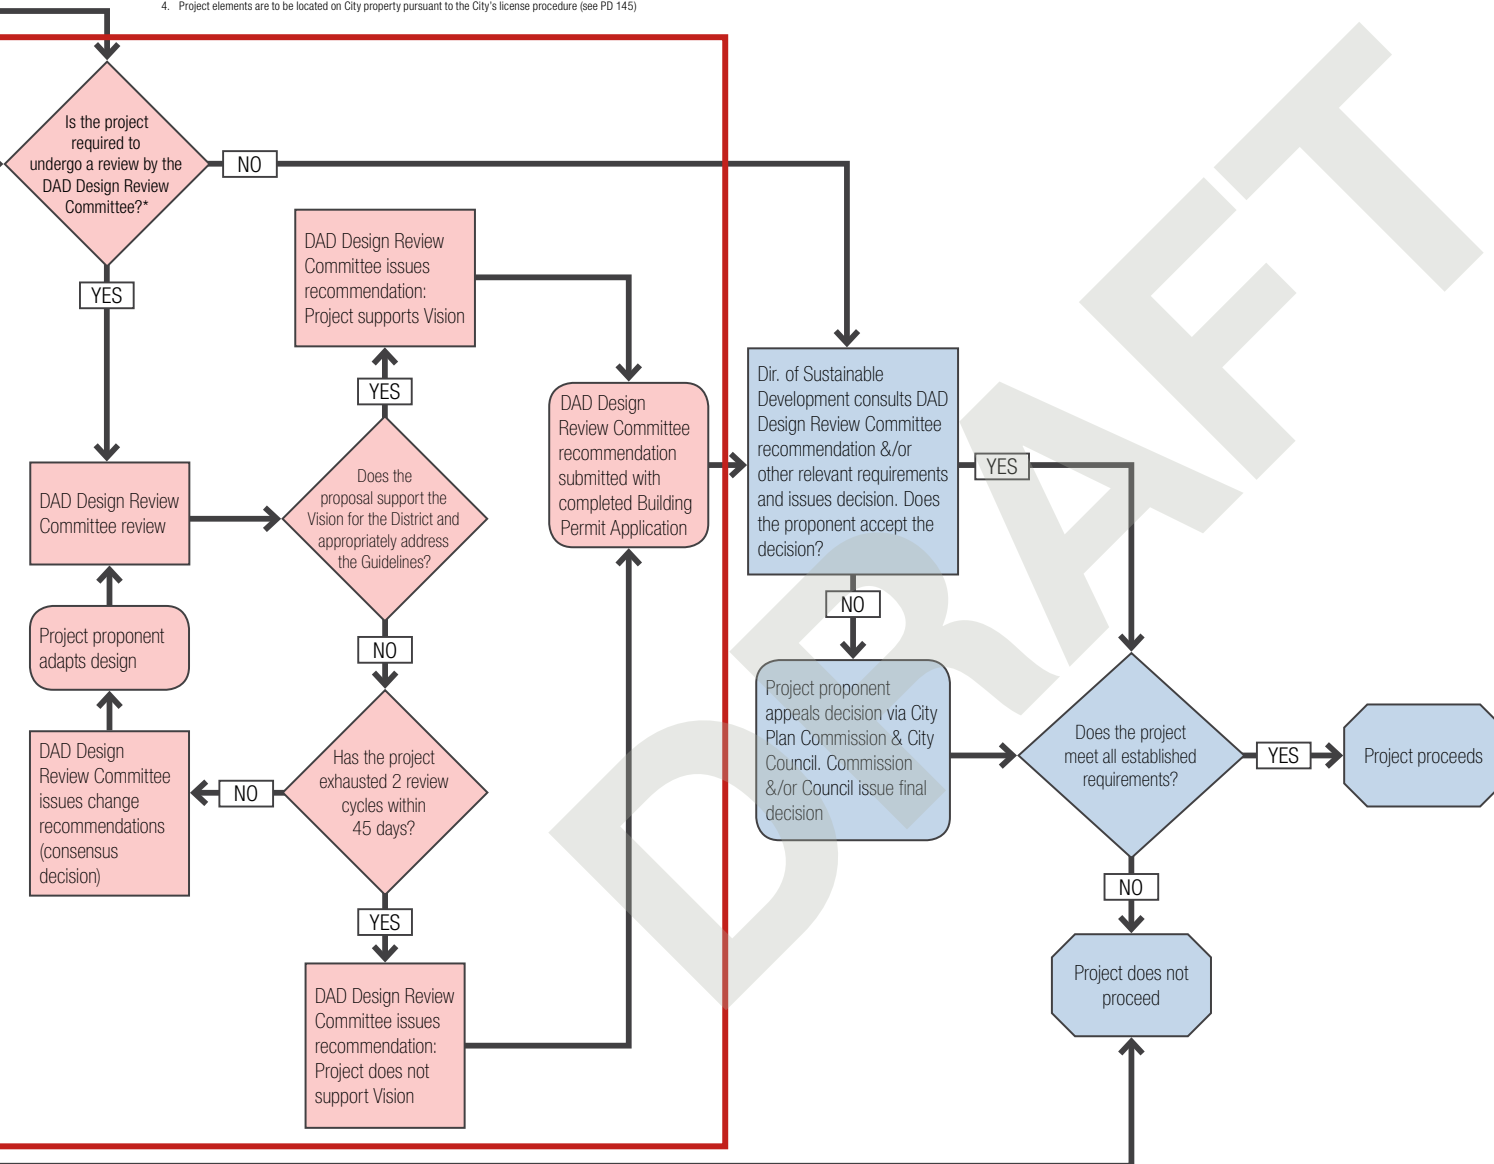 4. Project elements are to be located on City property pursuant to the City's license procedure (see PD 145)
Is the project
required to
undergo a review by the
DAD Design Review
Committee?*
NO
YES
DAD Design Review
Committee issues
recommendation:
Project supports Vision
YES
DAD Design
Review Committee
recommendation
submitted with
completed Building
Permit Application
Dir. of Sustainable
Development consults DAD
Design Review Committee
recommendation &/or
other relevant requirements
and issues decision. Does
the proponent accept the
decision?
YES
NO
DAD Design Review
Committee review
Does the
proposal support the
Vision for the District and
appropriately address
the Guidelines?
NO
Project proponent
adapts design
DAD Design
Review Committee
issues change
recommendations
(consensus
decision)
NO
Has the project
exhausted 2 review
cycles within
45 days?
YES
DAD Design Review
Committee issues
recommendation:
Project does not
support Vision
Project proponent
appeals decision via City
Plan Commission & City
Council. Commission
&/or Council issue final
decision
Does the project
meet all established
requirements?
YES
Project proceeds
NO
Project does not
proceed
DRAFT